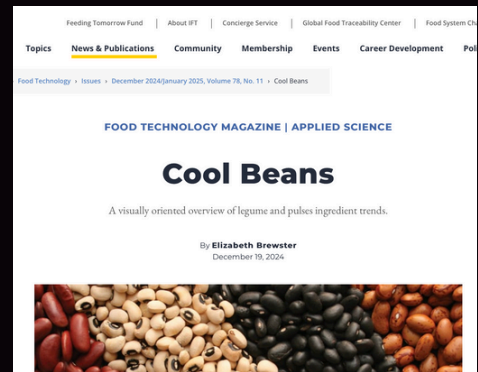 Feeding Tomorrow Fund | About IFT | Concierge Service | Global Food Traceability Center | Food System
Topics News & Publications Community Membership Events Career Development
Food Technology › Issues › December 2024/January 2025, Volume 78, No. 11 › Cool Beans
FOOD TECHNOLOGY MAGAZINE | APPLIED SCIENCE
Cool Beans
A visually oriented overview of legume and pulses ingredient trends.
By Elizabeth Brewster
December 19, 2024